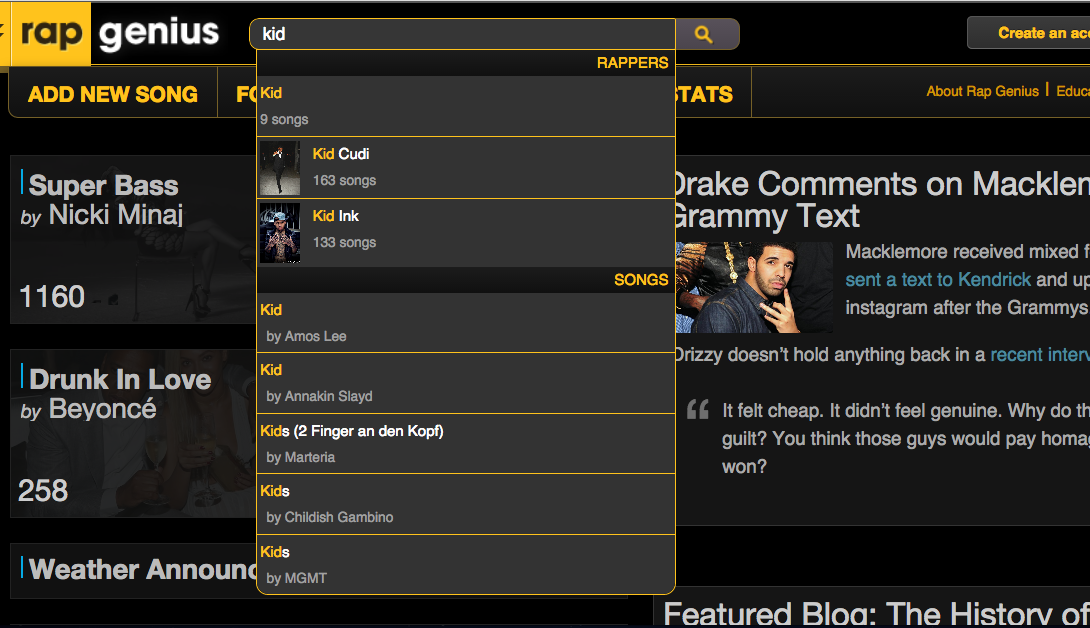 rap genius
kid
Create an acc
ADD NEW SONG
FO
STATS
About Rap Genius | Educa
RAPPERS
Kid
9 songs
Kid Cudi
163 songs
Kid Ink
133 songs
SONGS
Kid
by Amos Lee
Kid
by Annakin Slayd
Kids (2 Finger an den Kopf)
by Marteria
Kids
by Childish Gambino
Kids
by MGMT
Super Bass
by Nicki Minaj
1160
Drunk In Love
by Beyoncé
258
Weather Announc
Drake Comments on Macklem
Grammy Text
Macklemore received mixed f
sent a text to Kendrick and up
instagram after the Grammys
Drizzy doesn't hold anything back in a recent interv
“ It felt cheap. It didn't feel genuine. Why do th
guilt? You think those guys would pay homag
won?
Featured Blog: The History of